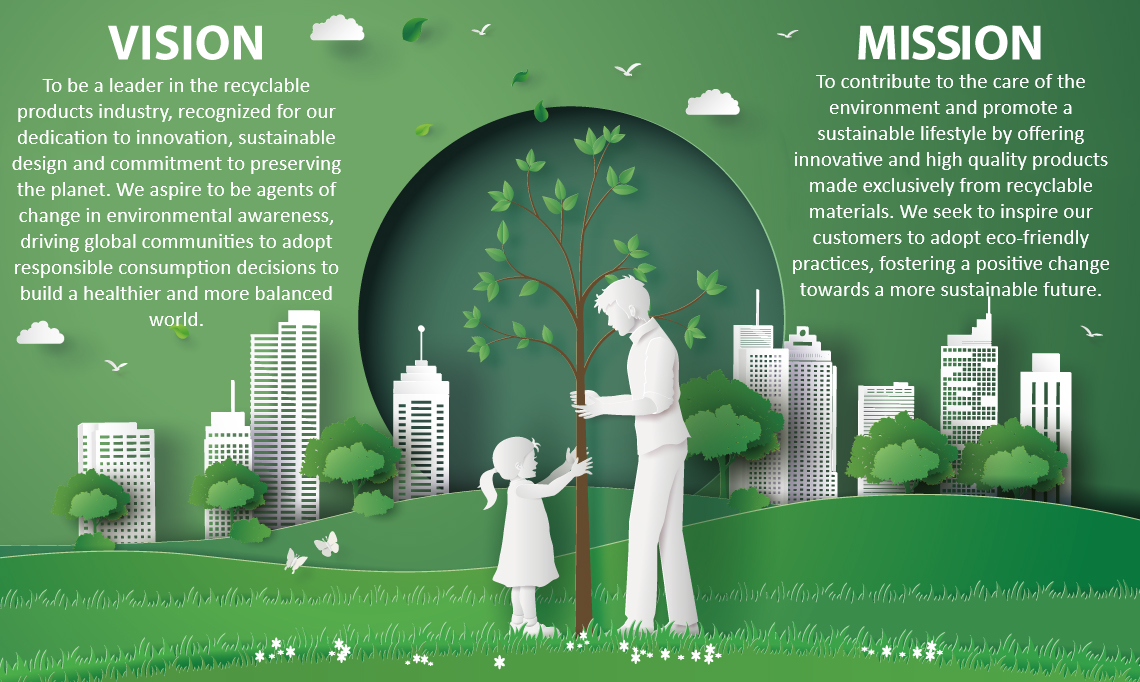 VISION
To be a leader in the recyclable
products industry, recognized for our
dedication to innovation, sustainable
design and commitment to preserving
the planet. We aspire to be agents of
change in environmental awareness,
driving global communities to adopt
responsible consumption decisions to
build a healthier and more balanced
world.
MISSION
To contribute to the care of the
environment and promote a
sustainable lifestyle by offering
innovative and high quality products
made exclusively from recyclable
materials. We seek to inspire our
customers to adopt eco-friendly
practices, fostering a positive change
towards a more sustainable future.